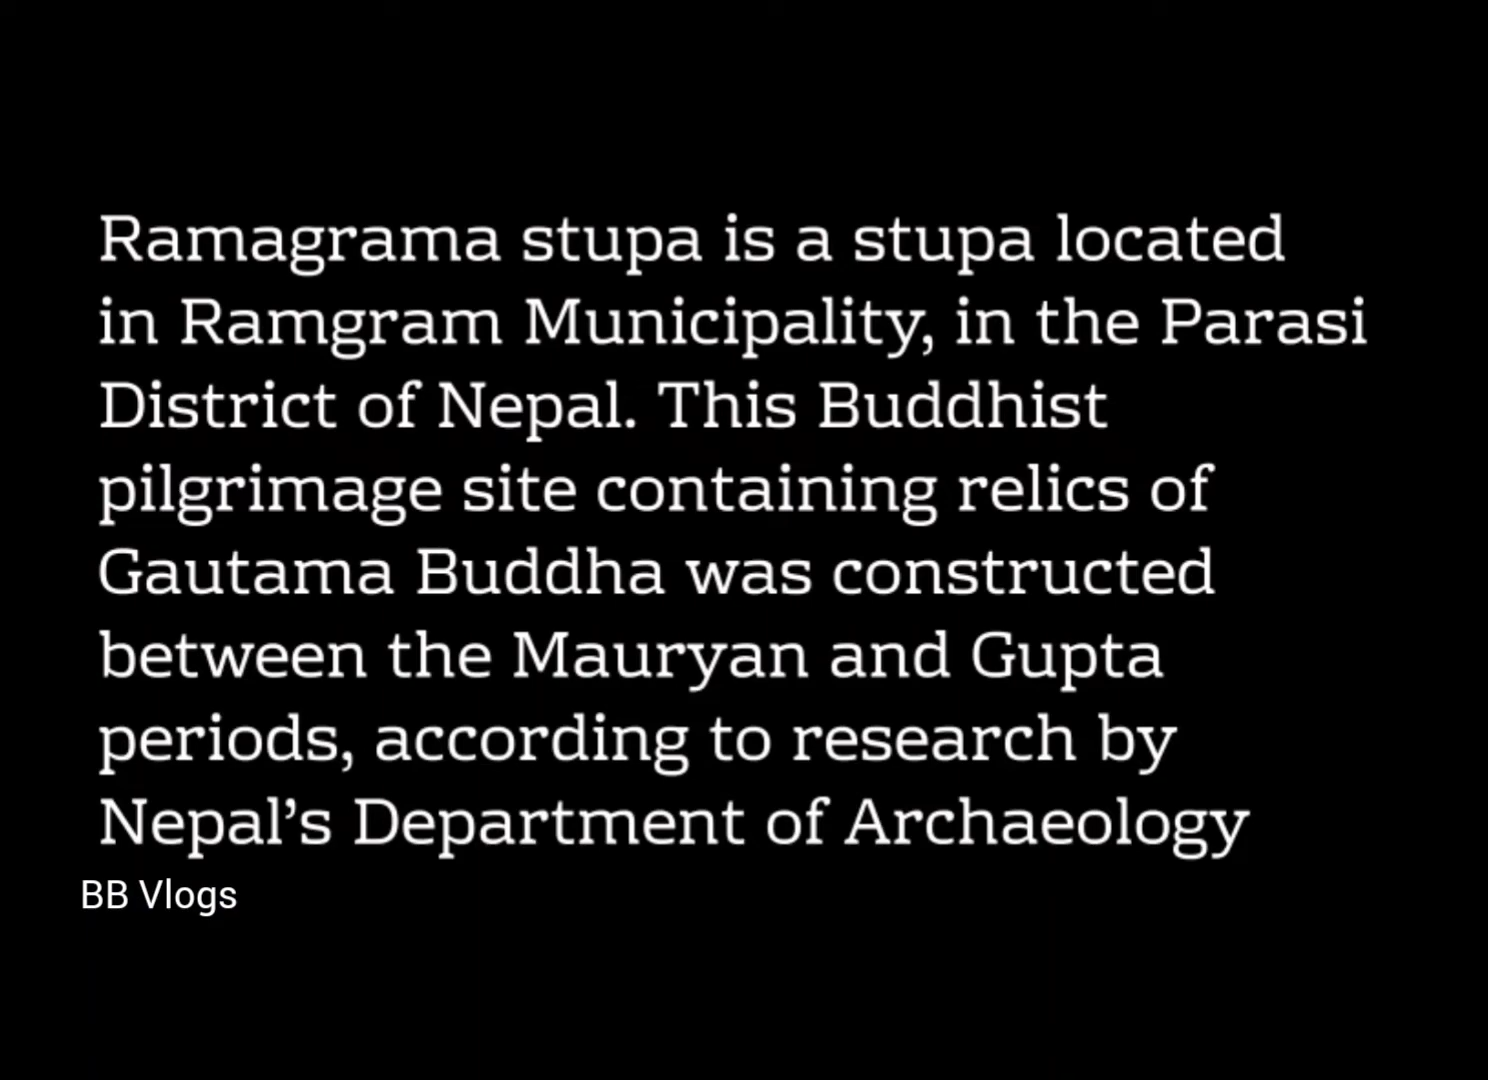 Ramagrama stupa is a stupa located
in Ramgram Municipality, in the Parasi
District of Nepal. This Buddhist
pilgrimage site containing relics of
Gautama Buddha was constructed
between the Mauryan and Gupta
periods, according to research by
Nepal’s Department of Archaeology
BB Vlogs